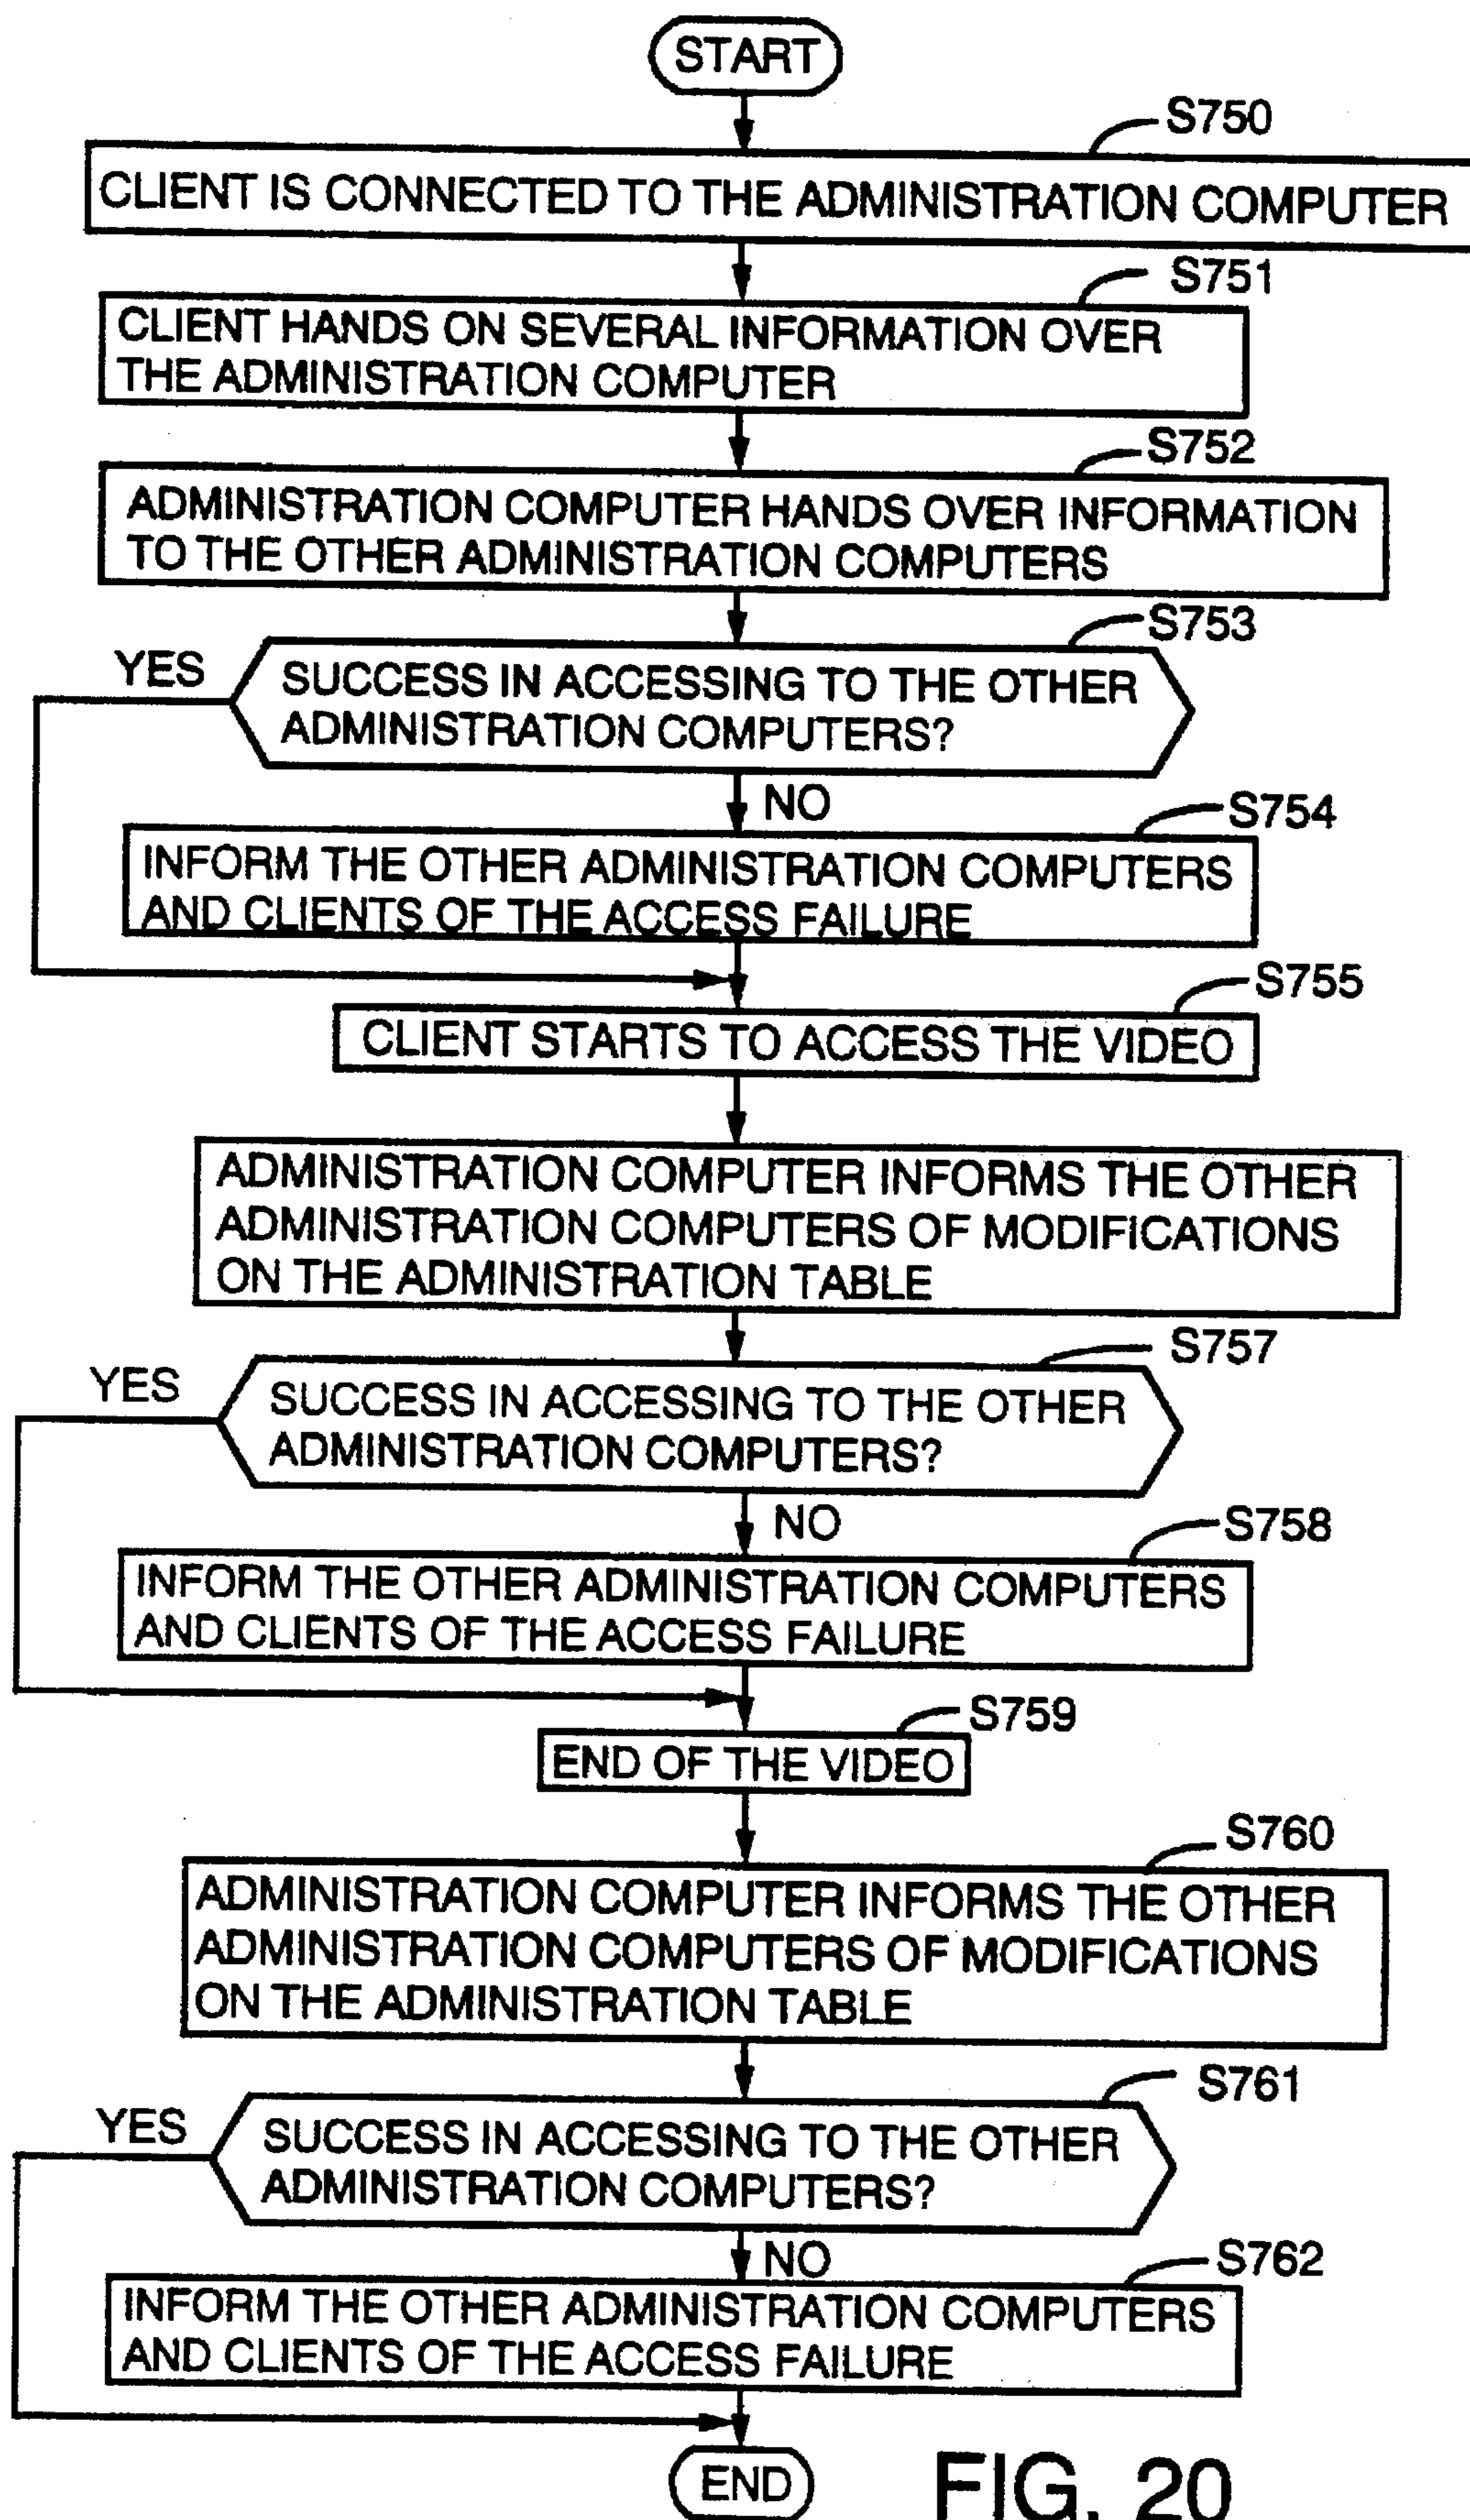 START
S750
CLIENT IS CONNECTED TO THE ADMINISTRATION COMPUTER
S751
CLIENT HANDS ON SEVERAL INFORMATION OVER
THE ADMINISTRATION COMPUTER
S752
ADMINISTRATION COMPUTER HANDS OVER INFORMATION
TO THE OTHER ADMINISTRATION COMPUTERS
S753
YES
SUCCESS IN ACCESSING TO THE OTHER
ADMINISTRATION COMPUTERS?
NO
S754
INFORM THE OTHER ADMINISTRATION COMPUTERS
AND CLIENTS OF THE ACCESS FAILURE
S755
CLIENT STARTS TO ACCESS THE VIDEO
ADMINISTRATION COMPUTER INFORMS THE OTHER
ADMINISTRATION COMPUTERS OF MODIFICATIONS
ON THE ADMINISTRATION TABLE
S757
YES
SUCCESS IN ACCESSING TO THE OTHER
ADMINISTRATION COMPUTERS?
NO
S758
INFORM THE OTHER ADMINISTRATION COMPUTERS
AND CLIENTS OF THE ACCESS FAILURE
S759
END OF THE VIDEO
S760
ADMINISTRATION COMPUTER INFORMS THE OTHER
ADMINISTRATION COMPUTERS OF MODIFICATIONS
ON THE ADMINISTRATION TABLE
S761
YES
SUCCESS IN ACCESSING TO THE OTHER
ADMINISTRATION COMPUTERS?
NO
S762
INFORM THE OTHER ADMINISTRATION COMPUTERS
AND CLIENTS OF THE ACCESS FAILURE
END
FIG. 20